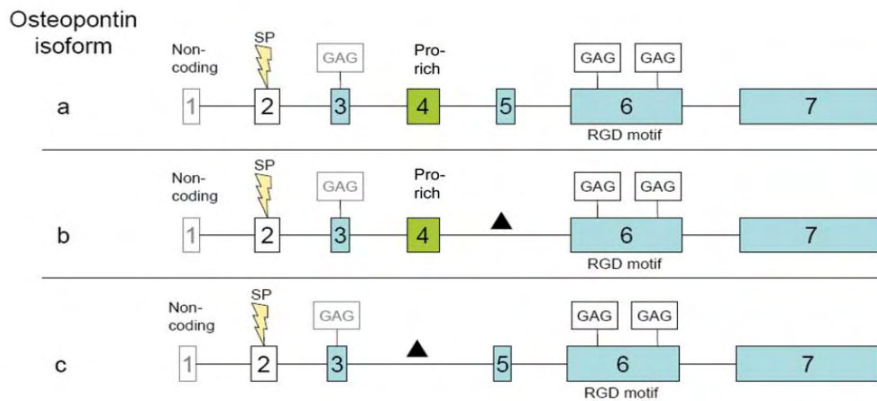 Osteopontin
isoform
Non-
coding
SP
GAG
Pro-
rich
GAG
GAG
a
1
2
3
4
5
6
7
RGD motif
Non-
coding
SP
GAG
Pro-
rich
GAG
GAG
b
1
2
3
4
6
7
RGD motif
Non-
coding
SP
GAG
GAG
GAG
c
1
2
3
5
6
7
RGD motif